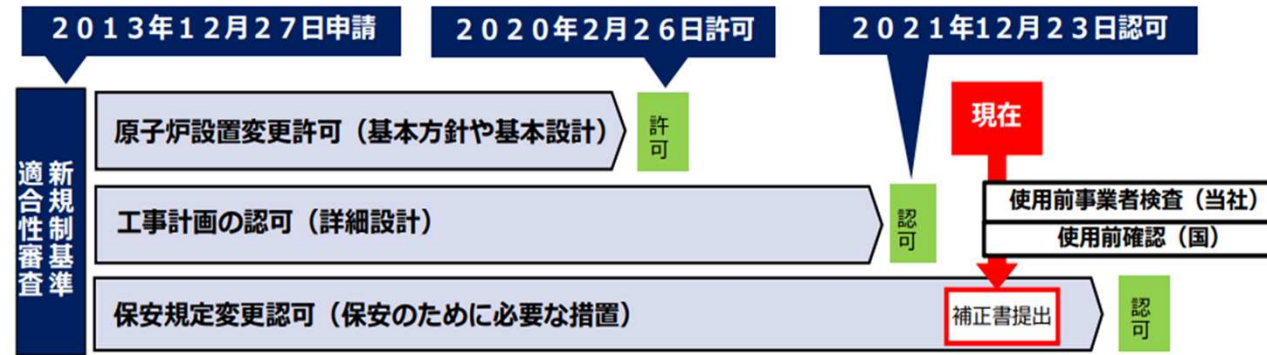 ２０１３年１２月２７日申請
２０２０年２月２６日許可
２０２１年１２月２３日認可
新規制基準
適合性審査
原子炉設置変更許可（基本方針や基本設計）
許可
現在
工事計画の認可（詳細設計）
認可
使用前事業者検査（当社）
使用前確認（国）
保安規定変更認可（保安のために必要な措置）
補正書提出
認可